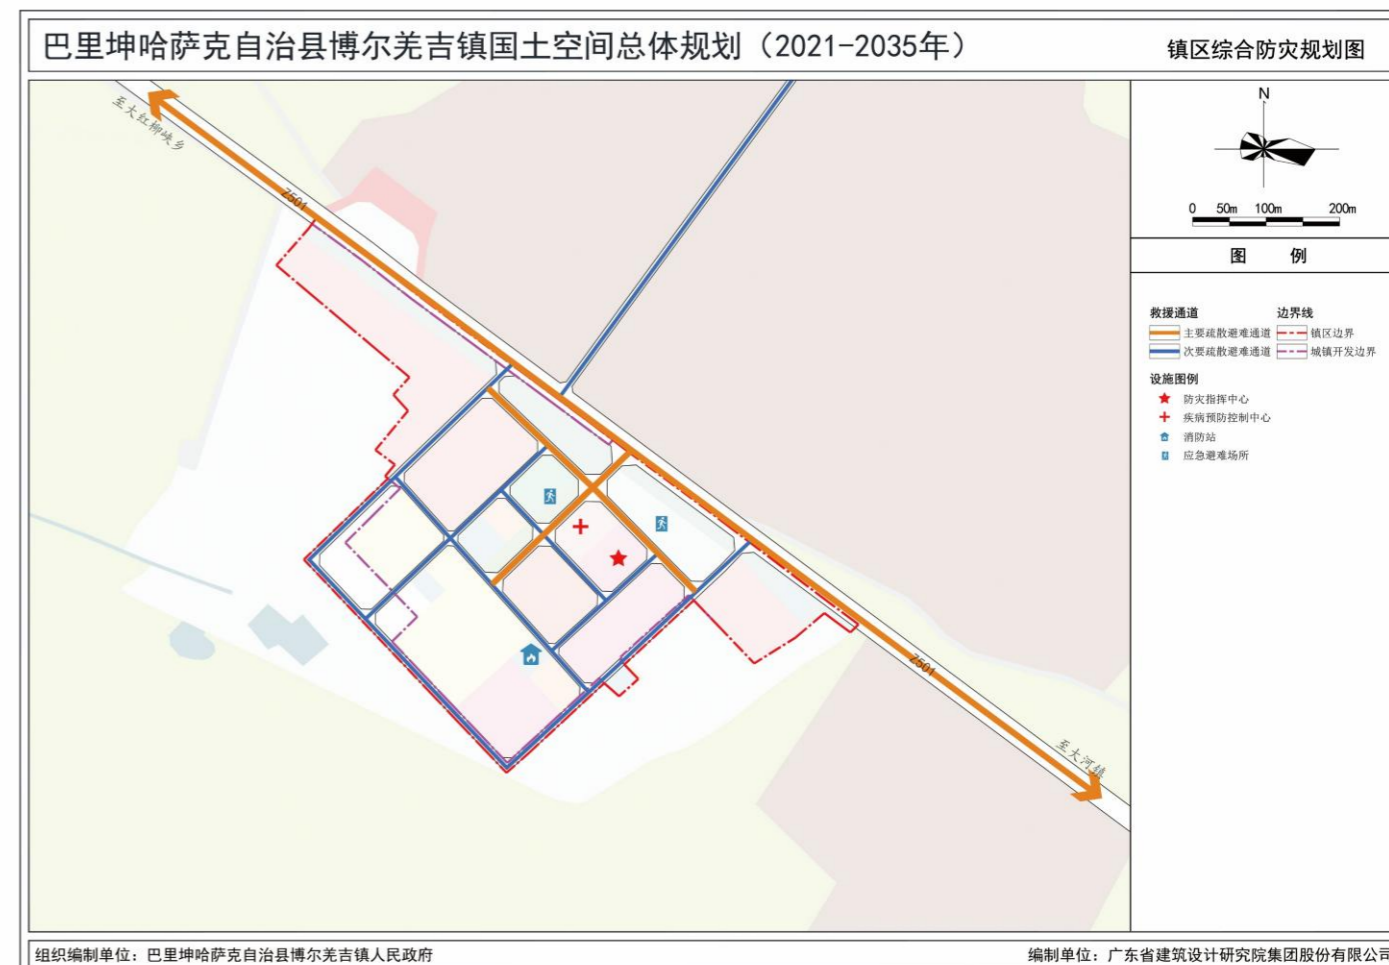 巴里坤哈萨克自治县博尔羌吉镇国土空间总体规划（2021-2035年）
镇区综合防灾规划图
至大红柳峡乡
Z501
N
0 50m 100m 200m
图 例
救援通道 边界线
主要疏散避难通道 镇区边界
次要疏散避难通道 城镇开发边界
设施图例
防灾指挥中心
疾病预防控制中心
消防站
应急避难场所
Z501
至大河镇
组织编制单位：巴里坤哈萨克自治县博尔羌吉镇人民政府
编制单位：广东省建筑设计研究院集团股份有限公司